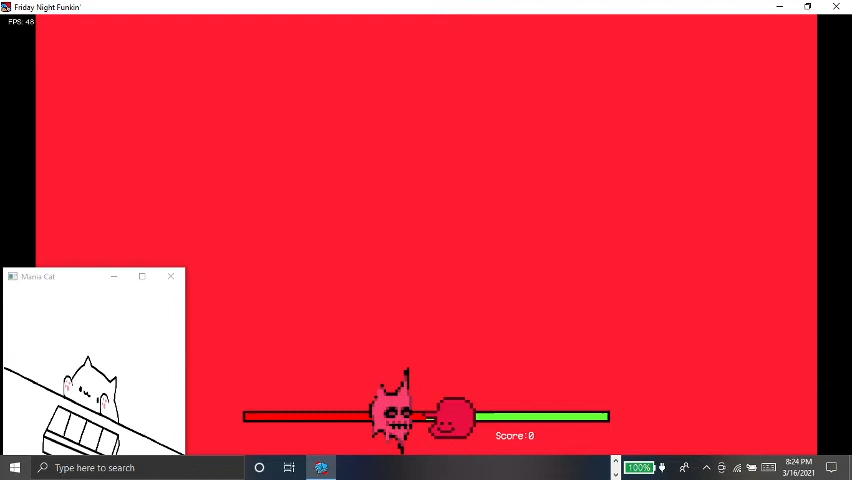 Friday Night Funkin'
FPS: 48
Mania Cat
Score:0
Type here to search
100%
8:24 PM
3/16/2021